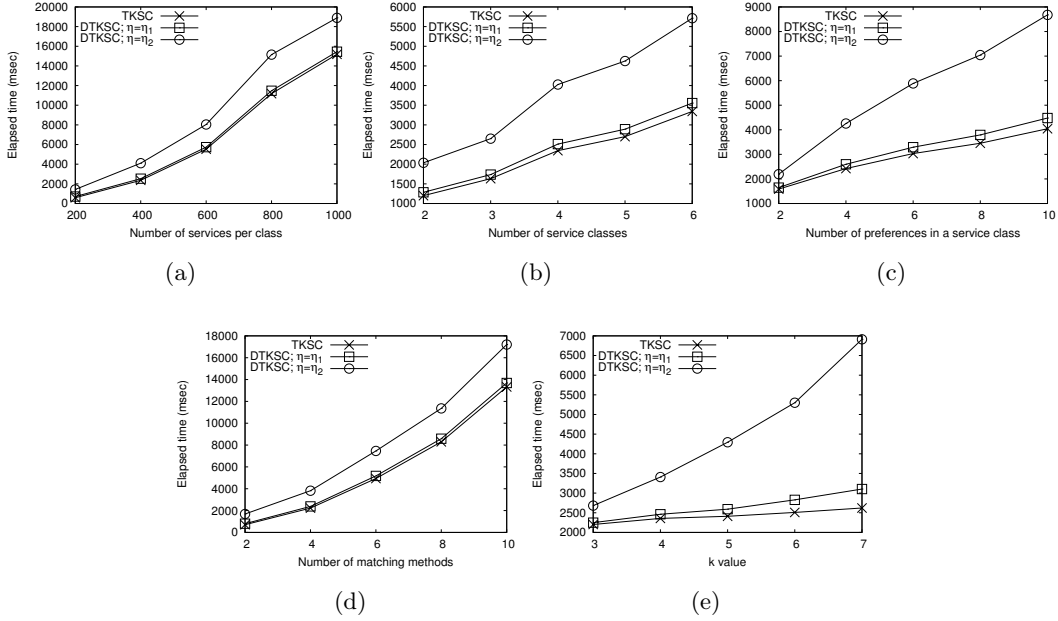 20000
18000
16000
14000
12000
10000
8000
6000
4000
2000
0
Elapsed time (msec)
TKSC
DTKSC; η=η1
DTKSC; η=η2
200 400 600 800 1000
Number of services per class
(a)
6000
5500
5000
4500
4000
3500
3000
2500
2000
1500
1000
Elapsed time (msec)
TKSC
DTKSC; η=η1
DTKSC; η=η2
2 3 4 5 6
Number of service classes
(b)
9000
8000
7000
6000
5000
4000
3000
2000
1000
Elapsed time (msec)
TKSC
DTKSC; η=η1
DTKSC; η=η2
2 4 6 8 10
Number of preferences in a service class
(c)
18000
16000
14000
12000
10000
8000
6000
4000
2000
0
Elapsed time (msec)
TKSC
DTKSC; η=η1
DTKSC; η=η2
2 4 6 8 10
Number of matching methods
(d)
7000
6500
6000
5500
5000
4500
4000
3500
3000
2500
2000
Elapsed time (msec)
TKSC
DTKSC; η=η1
DTKSC; η=η2
3 4 5 6 7
k value
(e)